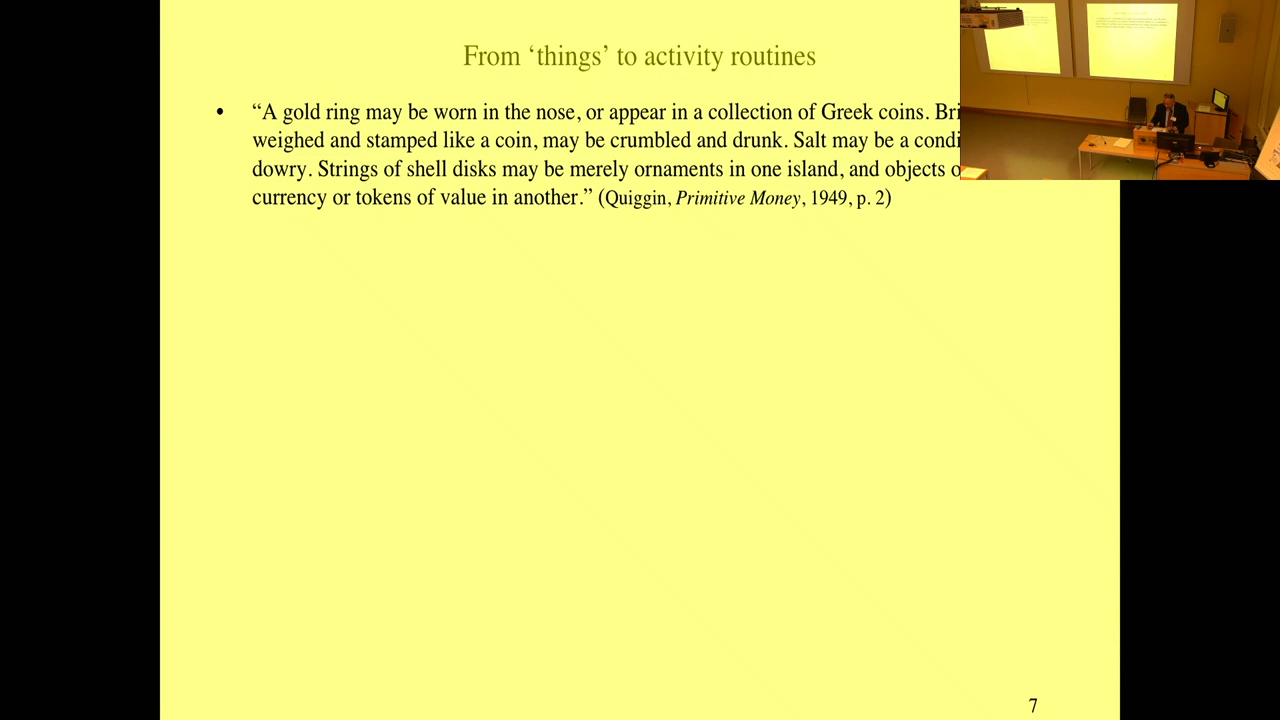 From ‘things’ to activity routines
• “A gold ring may be worn in the nose, or appear in a collection of Greek coins.
weighed and stamped like a coin, may be crumbled and drunk. Salt may be a
dowry. Strings of shell disks may be merely ornaments in one island, and objects
currency or tokens of value in another.” (Quiggin, Primitive Money, 1949, p. 2)
7